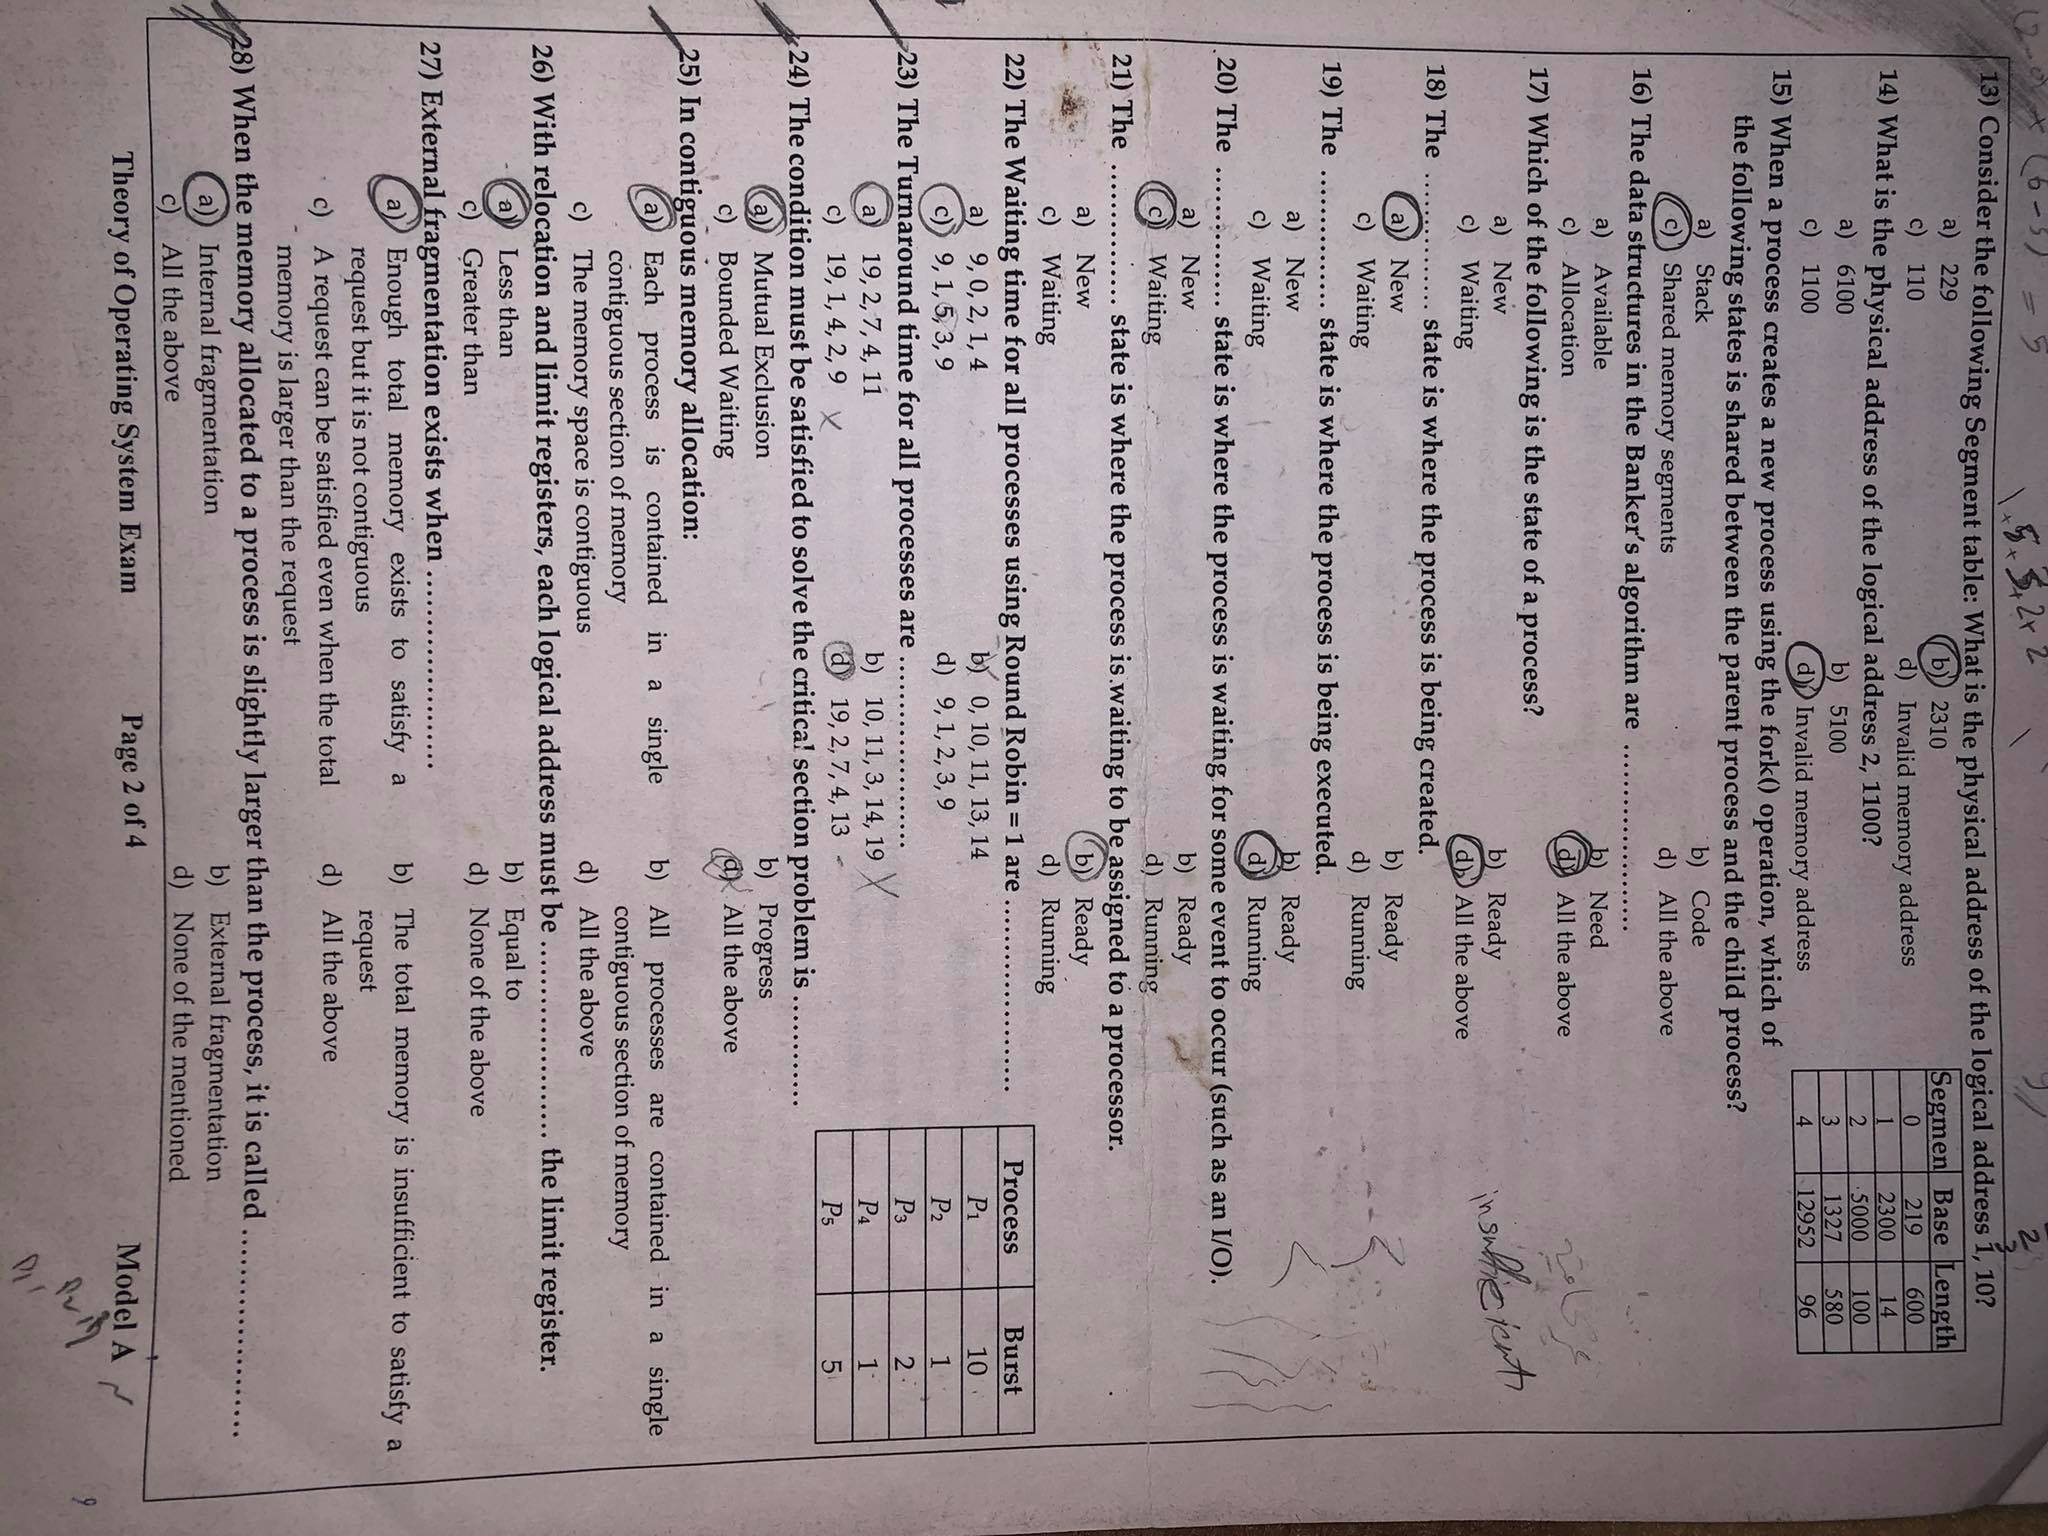 13) Consider the following Segment table: What is the physical address of the logical address 1, 10?
a) 229 b) 2310
c) 110 d) Invalid memory address
14) What is the physical address of the logical address 2, 1100?
a) 6100 b) 5100
c) 1100 d) Invalid memory address
Segmen Base Length
0 219 600
1 2300 14
2 5000 100
3 1327 580
4 12952 96
15) When a process creates a new process using the fork() operation, which of
the following states is shared between the parent process and the child process?
a) Stack b) Code
c) Shared memory segments d) All the above
16) The data structures in the Banker's algorithm are ....................
a) Available b) Need
c) Allocation d) All the above
17) Which of the following is the state of a process?
a) New b) Ready
c) Waiting d) All the above
insufficient
18) The ............. state is where the process is being created.
a) New b) Ready
c) Waiting d) Running
19) The ............. state is where the process is being executed.
a) New b) Ready
c) Waiting d) Running
20) The ............. state is where the process is waiting for some event to occur (such as an I/O).
a) New b) Ready
c) Waiting d) Running
21) The ............. state is where the process is waiting to be assigned to a processor.
a) New b) Ready
c) Waiting d) Running
22) The Waiting time for all processes using Round Robin = 1 are ....................
a) 9, 0, 2, 1, 4 b) 0, 10, 11, 13, 14
c) 9, 1, 5, 3, 9 d) 9, 1, 2, 3, 9
23) The Turnaround time for all processes are ....................
a) 19, 2, 7, 4, 11 b) 10, 11, 3, 14, 19 X
c) 19, 1, 4, 2, 9 X d) 19, 2, 7, 4, 13
Process Burst
P1 10
P2 1
P3 2
P4 1
P5 5
24) The condition must be satisfied to solve the critical section problem is ...........
a) Mutual Exclusion b) Progress
c) Bounded Waiting d) All the above
25) In contiguous memory allocation:
a) Each process is contained in a single b) All processes are contained in a single
contiguous section of memory contiguous section of memory
c) The memory space is contiguous d) All the above
26) With relocation and limit registers, each logical address must be .................... the limit register.
a) Less than b) Equal to
c) Greater than d) None of the above
27) External fragmentation exists when ....................
a) Enough total memory exists to satisfy a b) The total memory is insufficient to satisfy a
request but it is not contiguous request
c) A request can be satisfied even when the total d) All the above
memory is larger than the request
28) When the memory allocated to a process is slightly larger than the process, it is called ....................
a) Internal fragmentation b) External fragmentation
c) All the above d) None of the mentioned
Theory of Operating System Exam Page 2 of 4 Model A